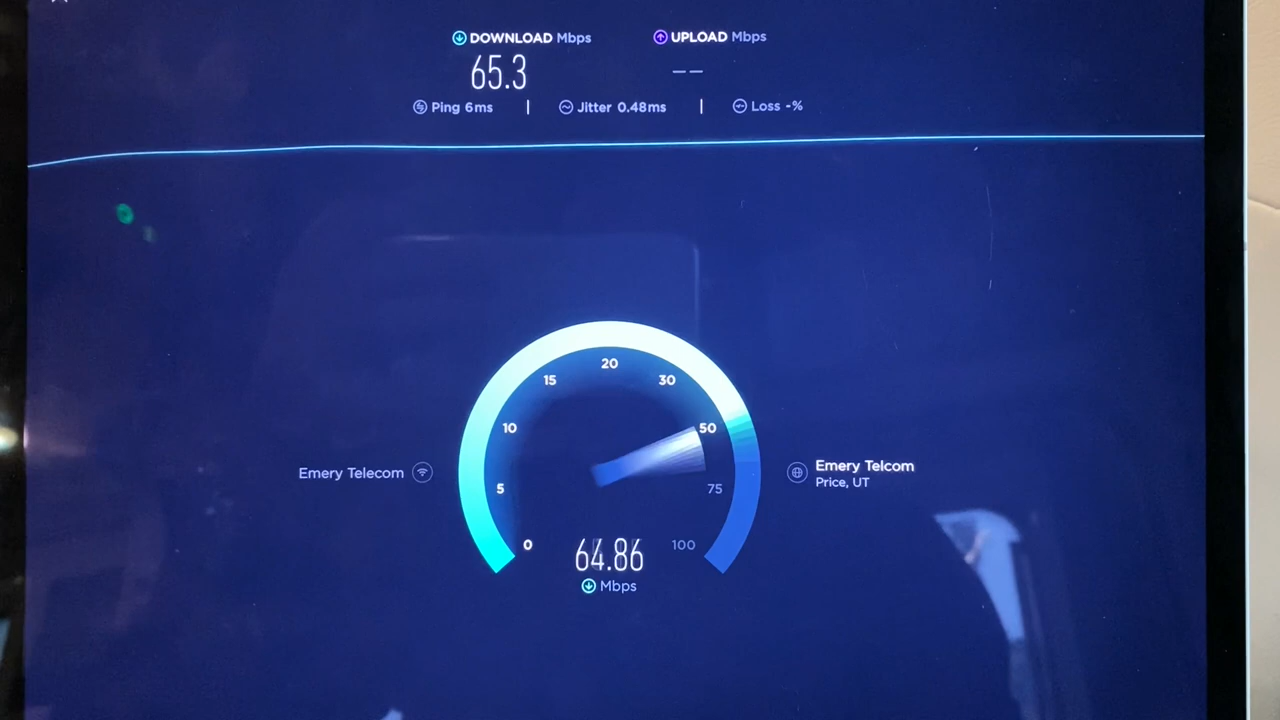 DOWNLOAD Mbps
65.3
UPLOAD Mbps
--
Ping 6ms | Jitter 0.48ms | Loss -%
0
5
10
15
20
30
50
75
100
64.86
Mbps
Emery Telecom
Emery Telcom
Price, UT